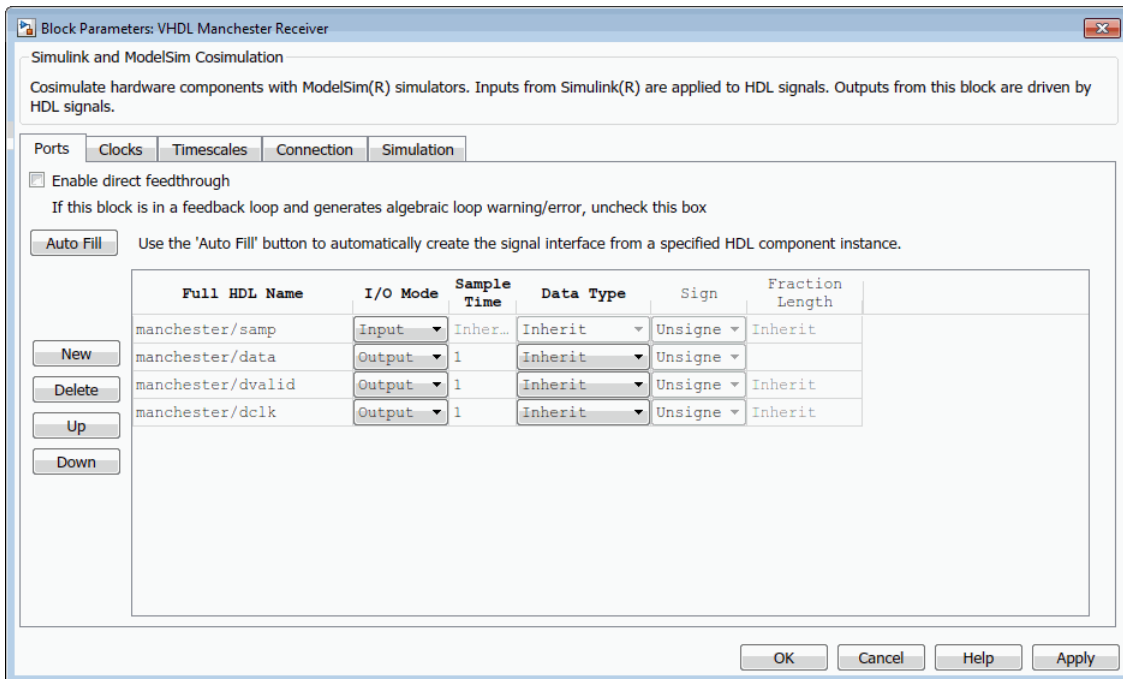 Block Parameters: VHDL Manchester Receiver
Simulink and ModelSim Cosimulation
Cosimulate hardware components with ModelSim(R) simulators. Inputs from Simulink(R) are applied to HDL signals. Outputs from this block are driven by
HDL signals.
Ports Clocks Timescales Connection Simulation
Enable direct feedthrough
If this block is in a feedback loop and generates algebraic loop warning/error, uncheck this box
Auto Fill Use the 'Auto Fill' button to automatically create the signal interface from a specified HDL component instance.
Full HDL Name I/O Mode Sample Time Data Type Sign Fraction Length
manchester/samp Input Inher... Inherit Unsigne Inherit
New manchester/data Output 1 Inherit Unsigne
Delete manchester/dvalid Output 1 Inherit Unsigne Inherit
manchester/dclk Output 1 Inherit Unsigne Inherit
Up
Down
OK Cancel Help Apply